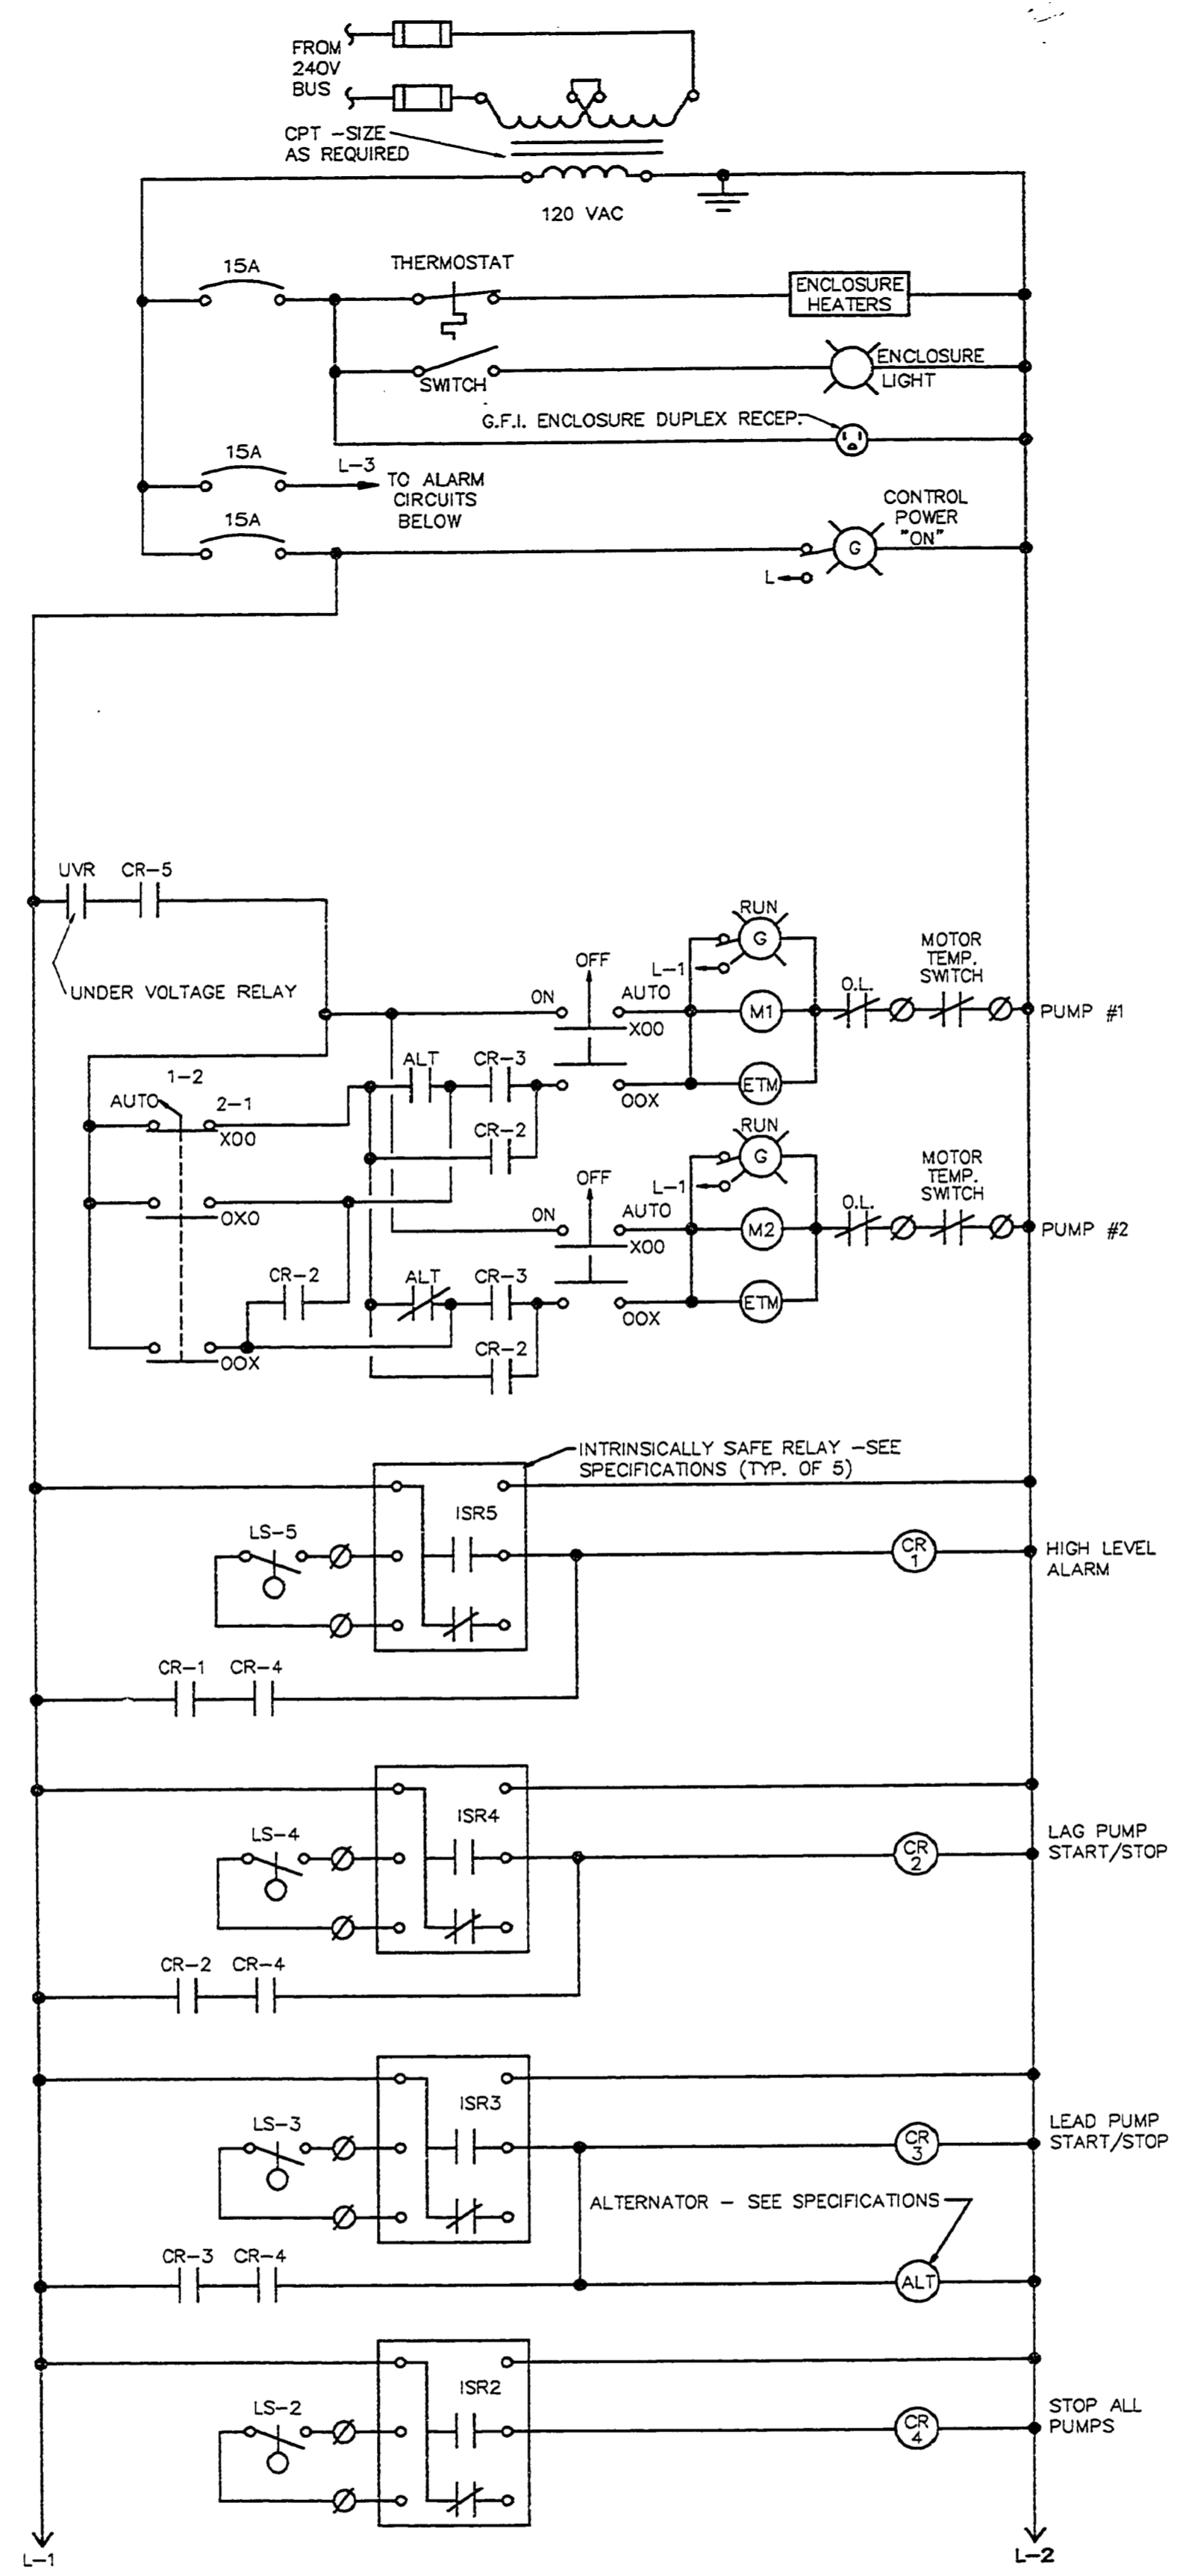 FROM
240V
BUS
CPT -SIZE
AS REQUIRED
120 VAC
15A
THERMOSTAT
ENCLOSURE
HEATERS
SWITCH
ENCLOSURE
LIGHT
G.F.I. ENCLOSURE DUPLEX RECEP.
15A
L-3
TO ALARM
CIRCUITS
BELOW
15A
CONTROL
POWER
"ON"
G
L
UVR
CR-5
UNDER VOLTAGE RELAY
RUN
G
L-1
OFF
ON
AUTO
X00
M1
O.L.
MOTOR
TEMP.
SWITCH
PUMP #1
1-2
AUTO
2-1
X00
ALT
CR-3
OOX
ETM
CR-2
RUN
G
L-1
OFF
OXO
ON
AUTO
X00
M2
O.L.
MOTOR
TEMP.
SWITCH
PUMP #2
CR-2
ALT
CR-3
OOX
ETM
OOX
CR-2
INTRINSICALLY SAFE RELAY -SEE
SPECIFICATIONS (TYP. OF 5)
ISR5
LS-5
CR
1
HIGH LEVEL
ALARM
CR-1
CR-4
ISR4
LS-4
CR
2
LAG PUMP
START/STOP
CR-2
CR-4
ISR3
LS-3
CR
3
LEAD PUMP
START/STOP
ALTERNATOR - SEE SPECIFICATIONS
CR-3
CR-4
ALT
ISR2
LS-2
CR
4
STOP ALL
PUMPS
L-1
L-2